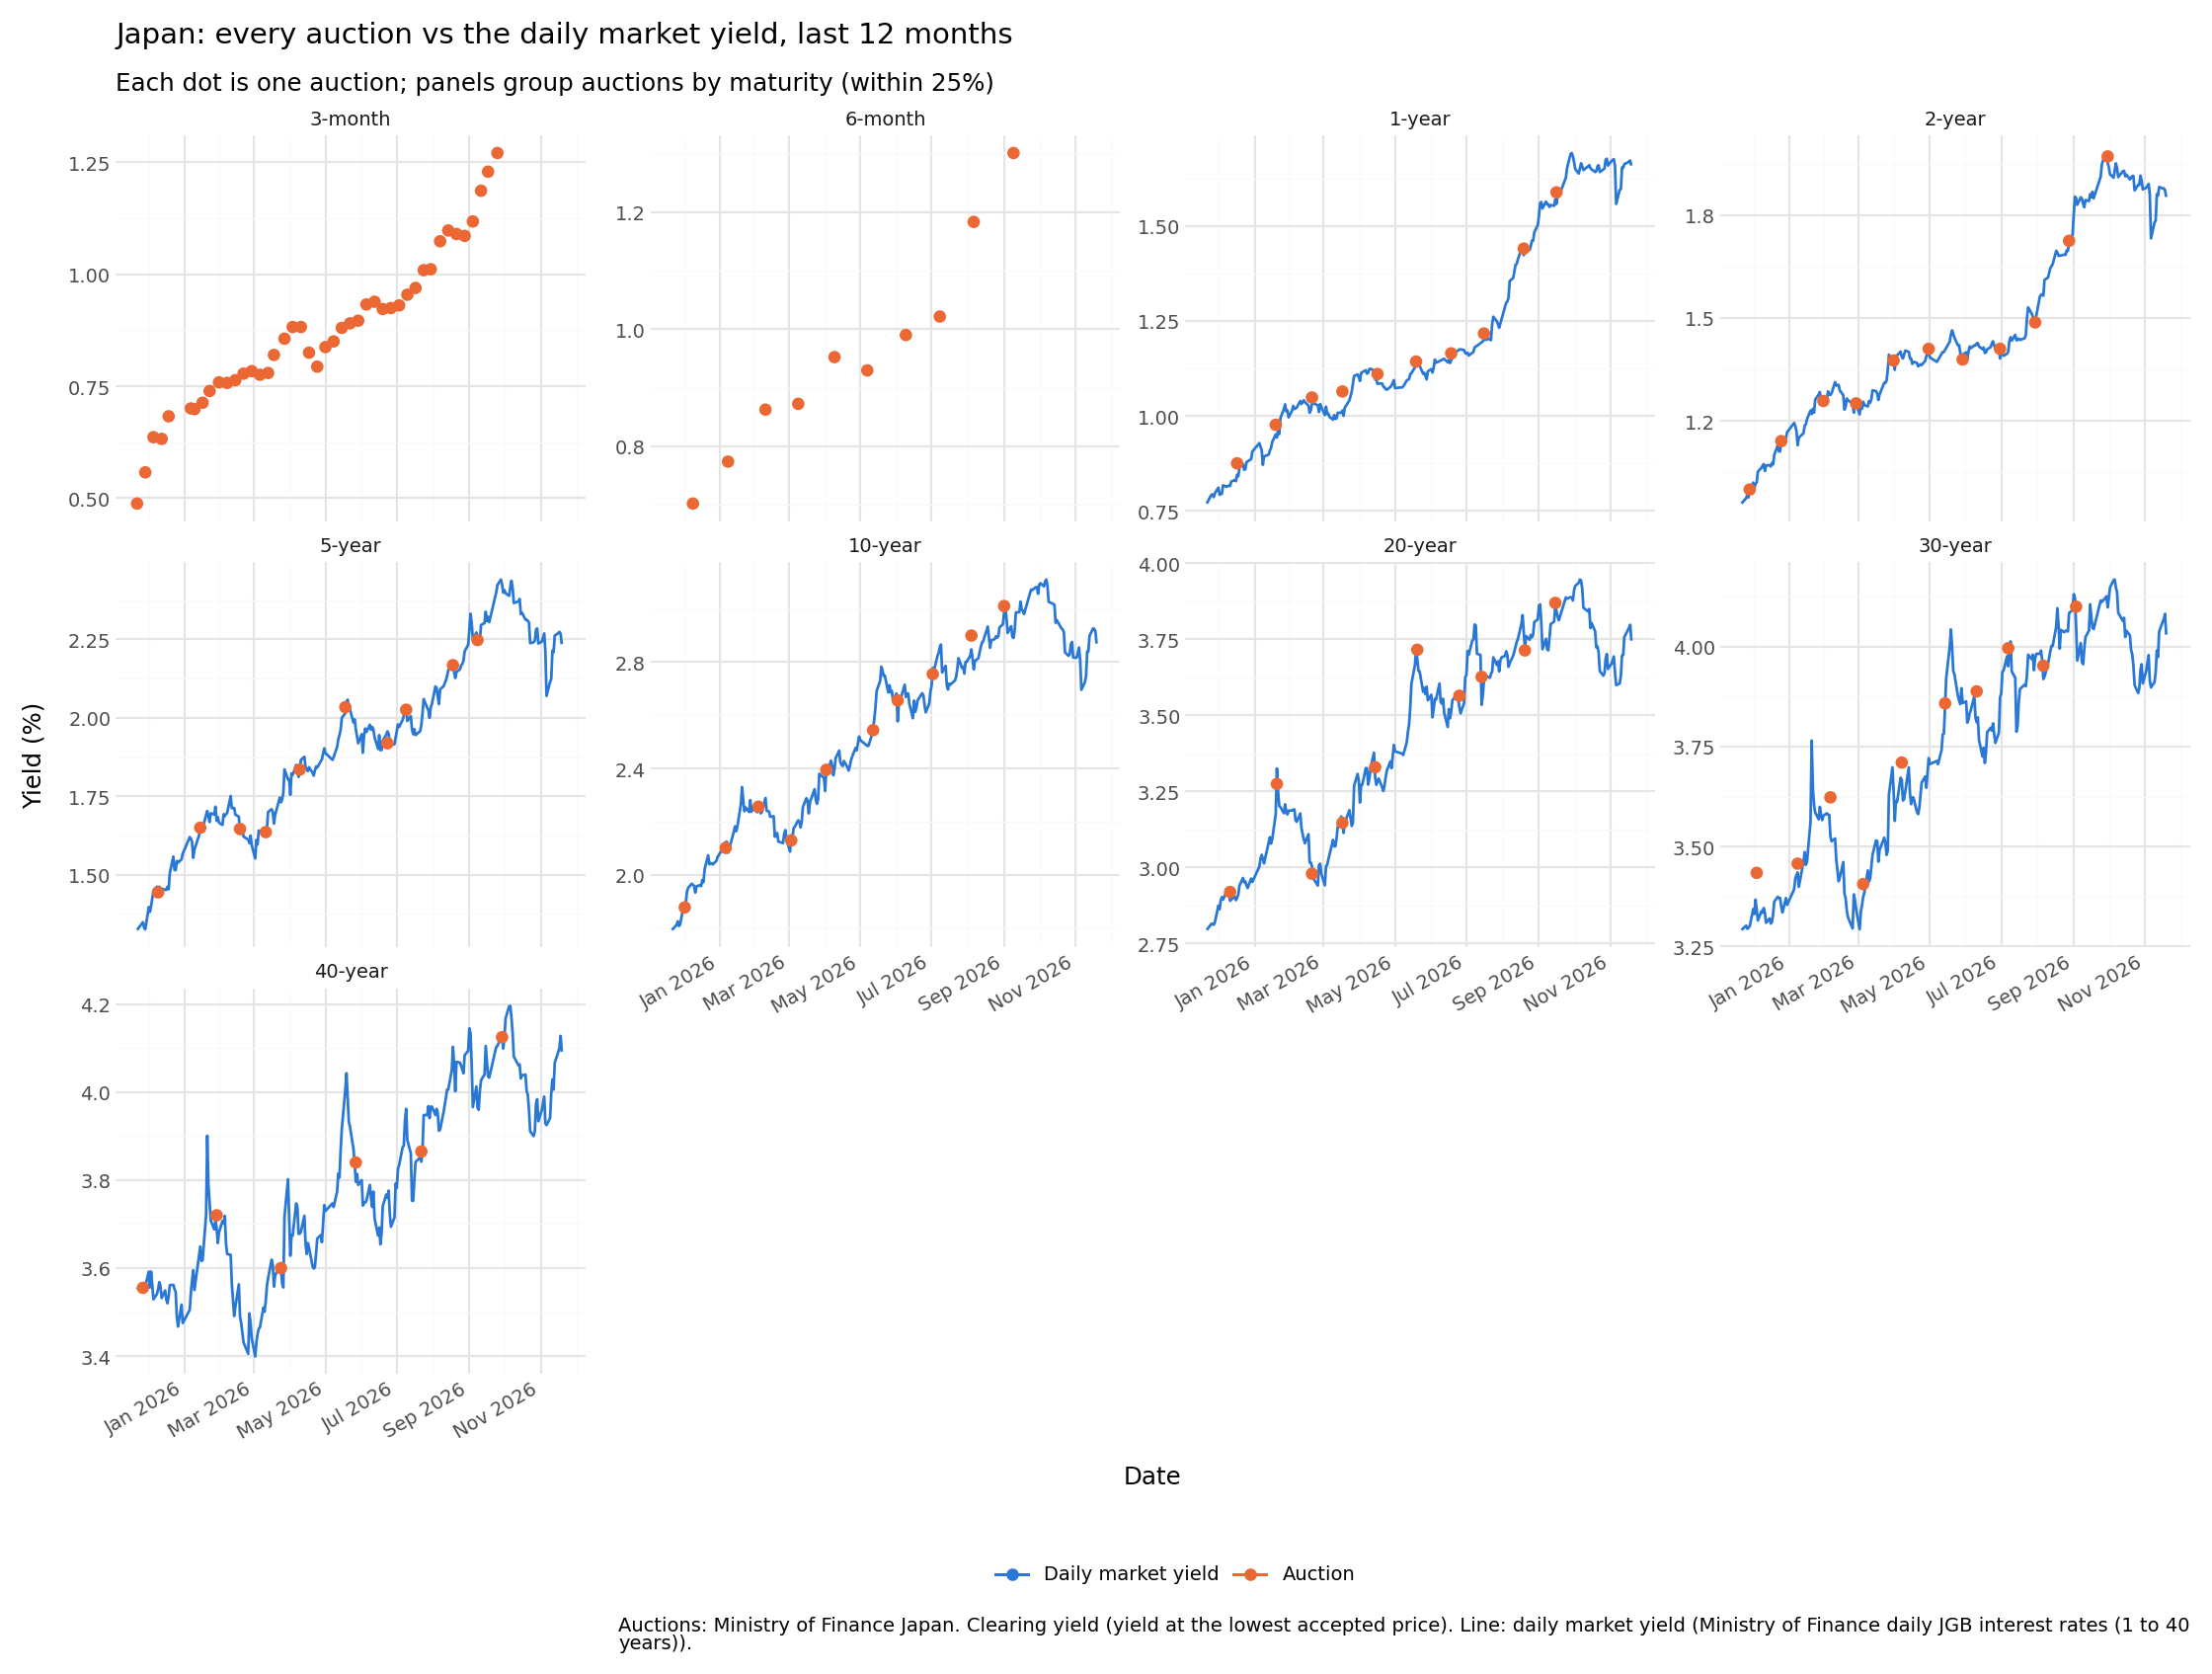 Japan: every auction vs the daily market yield, last 12 months
Each dot is one auction; panels group auctions by maturity (within 25%)
3-month
6-month
1-year
2-year
1.25
1.00
0.75
0.50
1.2
1.0
0.8
1.50
1.25
1.00
0.75
1.8
1.5
1.2
5-year
10-year
20-year
30-year
2.25
2.00
1.75
1.50
2.8
2.4
2.0
4.00
3.75
3.50
3.25
3.00
2.75
4.00
3.75
3.50
3.25
Jan 2026 Mar 2026 May 2026 Jul 2026 Sep 2026 Nov 2026
Jan 2026 Mar 2026 May 2026 Jul 2026 Sep 2026 Nov 2026
Jan 2026 Mar 2026 May 2026 Jul 2026 Sep 2026 Nov 2026
40-year
4.2
4.0
3.8
3.6
3.4
Jan 2026 Mar 2026 May 2026 Jul 2026 Sep 2026 Nov 2026
Yield (%)
Date
Daily market yield
Auction
Auctions: Ministry of Finance Japan. Clearing yield (yield at the lowest accepted price). Line: daily market yield (Ministry of Finance daily JGB interest rates (1 to 40
years)).